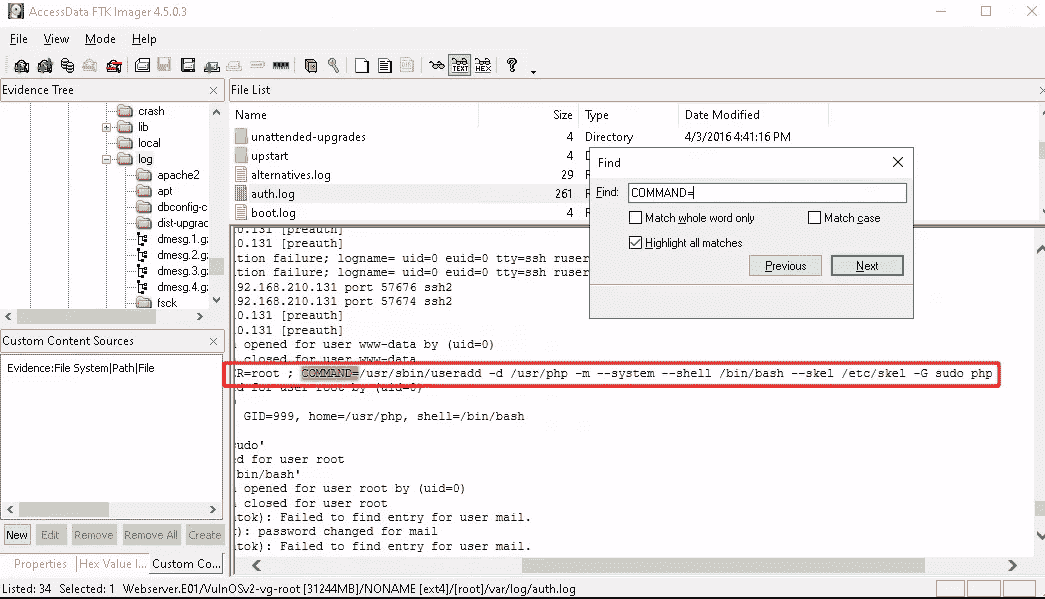 AccessData FTK Imager 4.5.0.3
File View Mode Help
Evidence Tree
File List
crash
lib
local
log
apache2
apt
dbconfig-c
dist-upgrac
dmesg.1.g
dmesg.2.g
dmesg.3.g
dmesg.4.g
fsck
Name Size Type Date Modified
unattended-upgrades 4 Directory 4/3/2016 4:41:16 PM
upstart 4
alternatives.log 29
auth.log 261
boot.log 4
Find
Find: COMMAND=
Match whole word only Match case
Highlight all matches
Previous Next
.0.131 [preauth]
.0.131 [preauth]
tion failure; logname= uid=0 euid=0 tty=ssh ruser
tion failure; logname= uid=0 euid=0 tty=ssh ruser
92.168.210.131 port 57676 ssh2
92.168.210.131 port 57674 ssh2
.0.131 [preauth]
.0.131 [preauth]
opened for user www-data by (uid=0)
closed for user www-data
R=root ; COMMAND=/usr/sbin/useradd -d /usr/php -m --system --shell /bin/bash --skel /etc/skel -G sudo php
d for user root by (uid=0)
GID=999, home=/usr/php, shell=/bin/bash
sudo'
ed for user root
bin/bash'
opened for user root by (uid=0)
closed for user root
tok): Failed to find entry for user mail.
): password changed for mail
tok): Failed to find entry for user mail.
Custom Content Sources
Evidence:File System|Path|File
New Edit Remove Remove All Create
Properties Hex Value I... Custom Co...
Listed: 34 Selected: 1 Webserver.E01/VulnOSv2-vg-root [31244MB]/NONAME [ext4]/[root]/var/log/auth.log